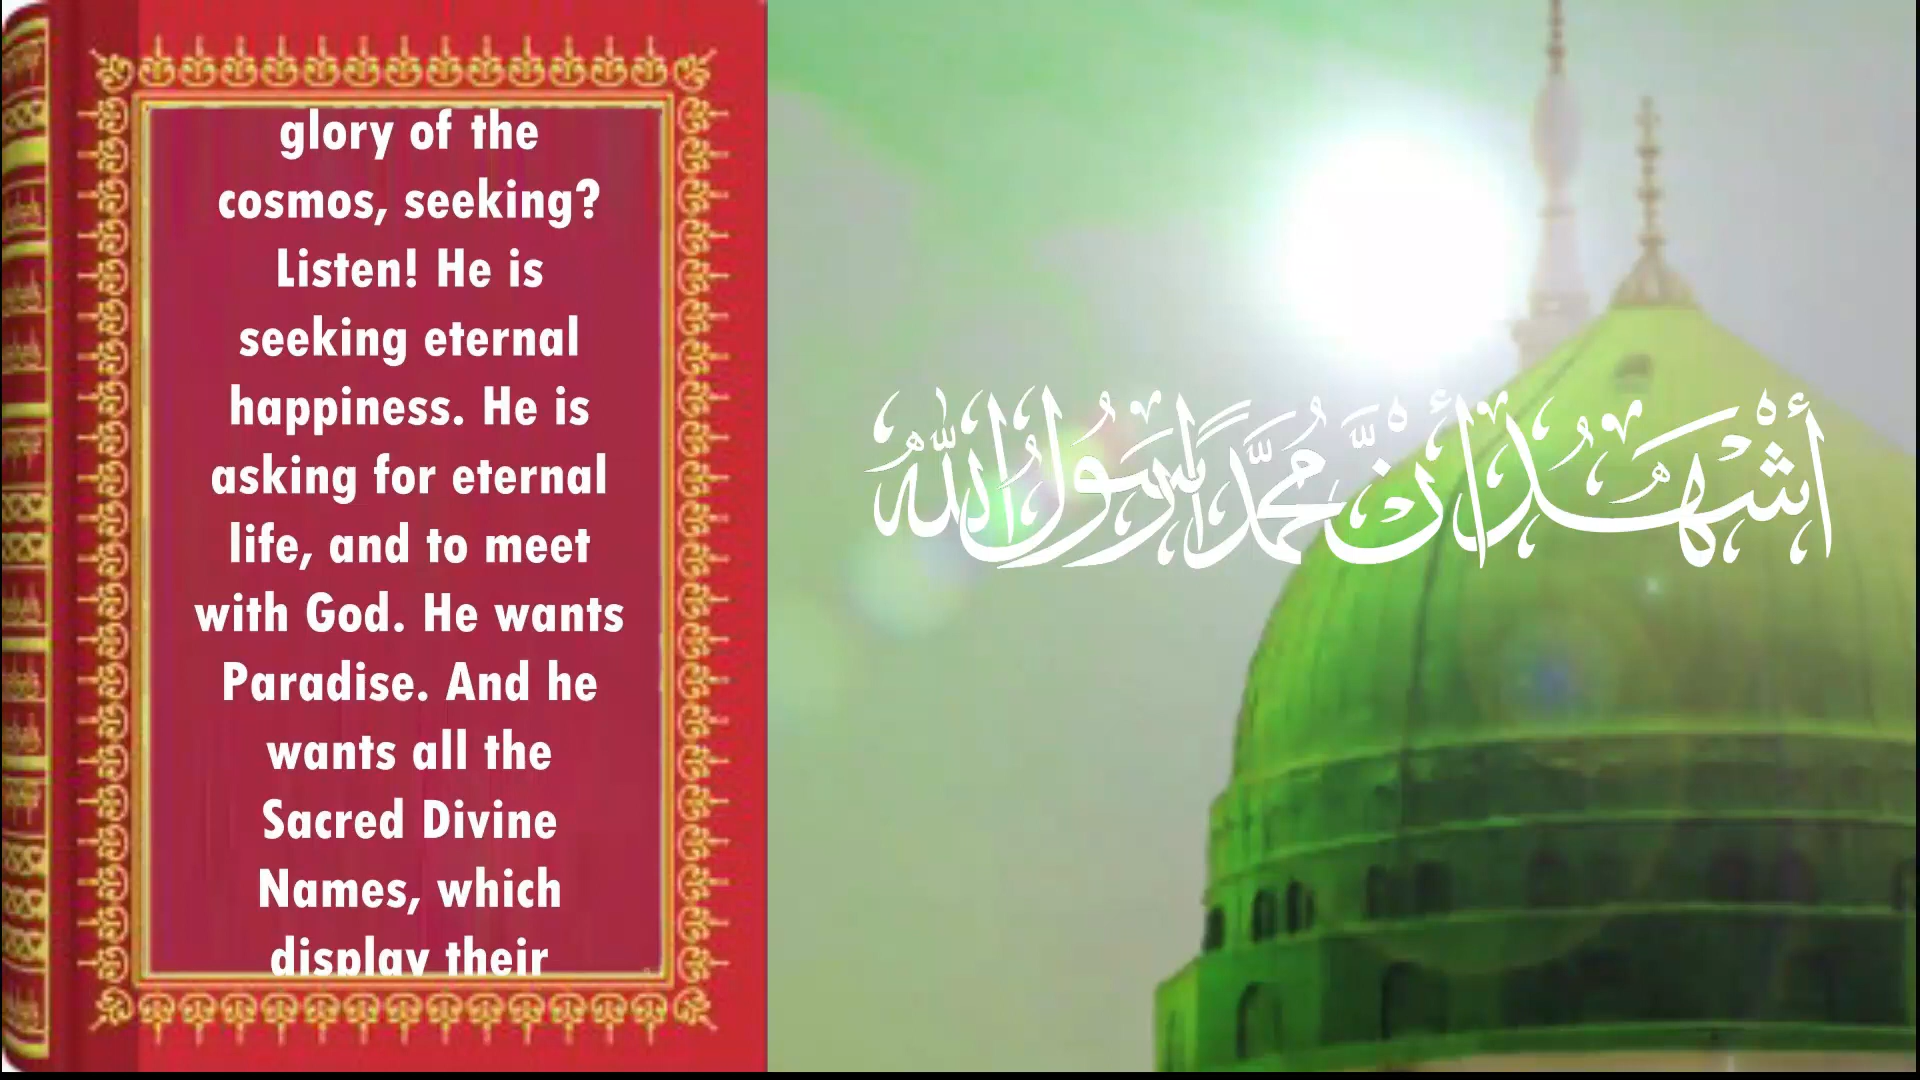 glory of the
cosmos, seeking?
Listen! He is
seeking eternal
happiness. He is
asking for eternal
life, and to meet
with God. He wants
Paradise. And he
wants all the
Sacred Divine
Names, which
display their
أشهد أن محمدا رسول الله